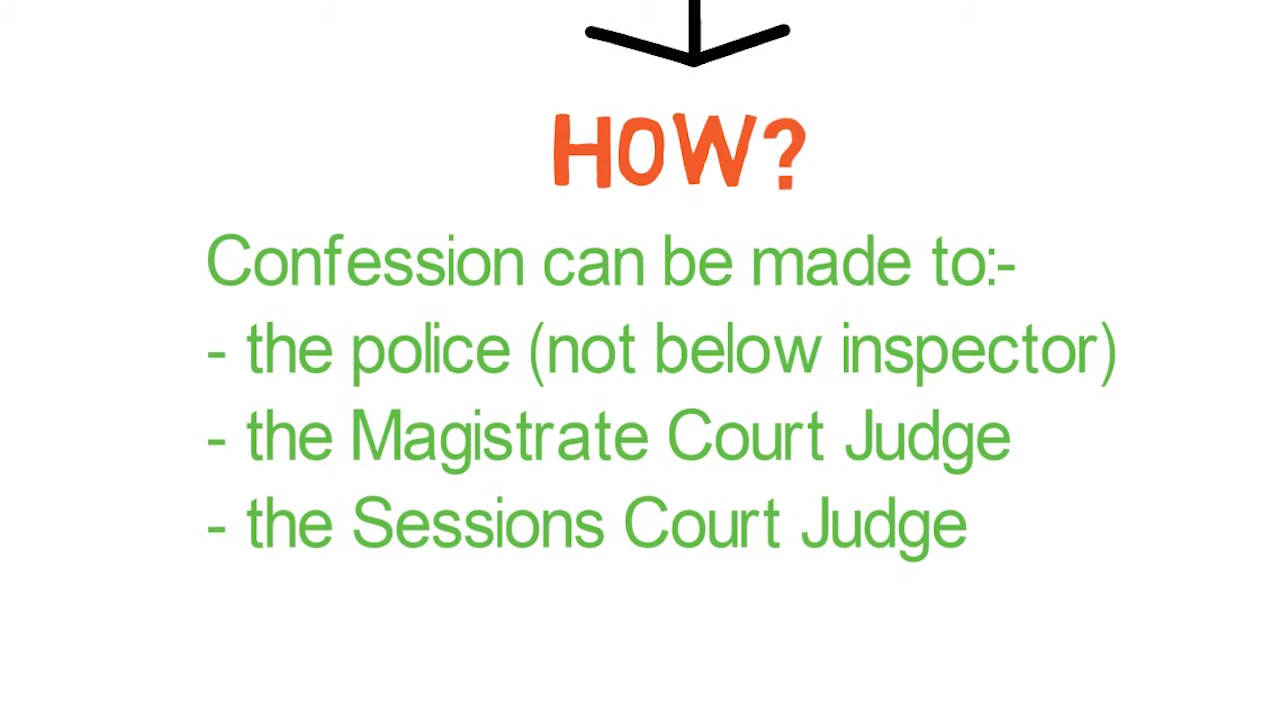 HOW?
Confession can be made to:-
- the police (not below inspector)
- the Magistrate Court Judge
- the Sessions Court Judge